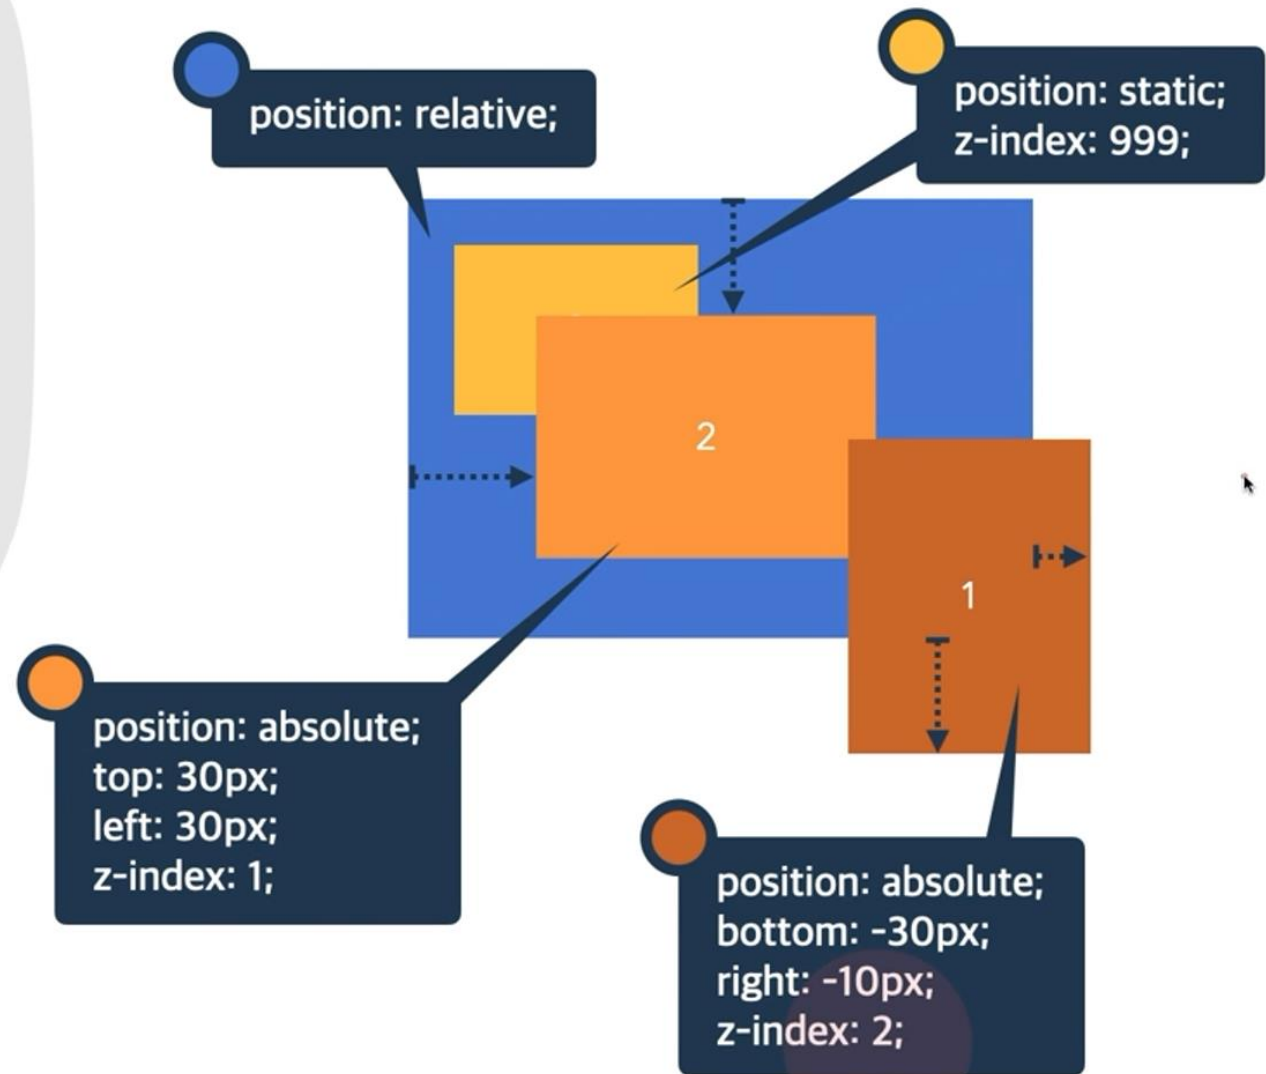 position: relative;
position: static;
z-index: 999;
2
1
position: absolute;
top: 30px;
left: 30px;
z-index: 1;
position: absolute;
bottom: -30px;
right: -10px;
z-index: 2;